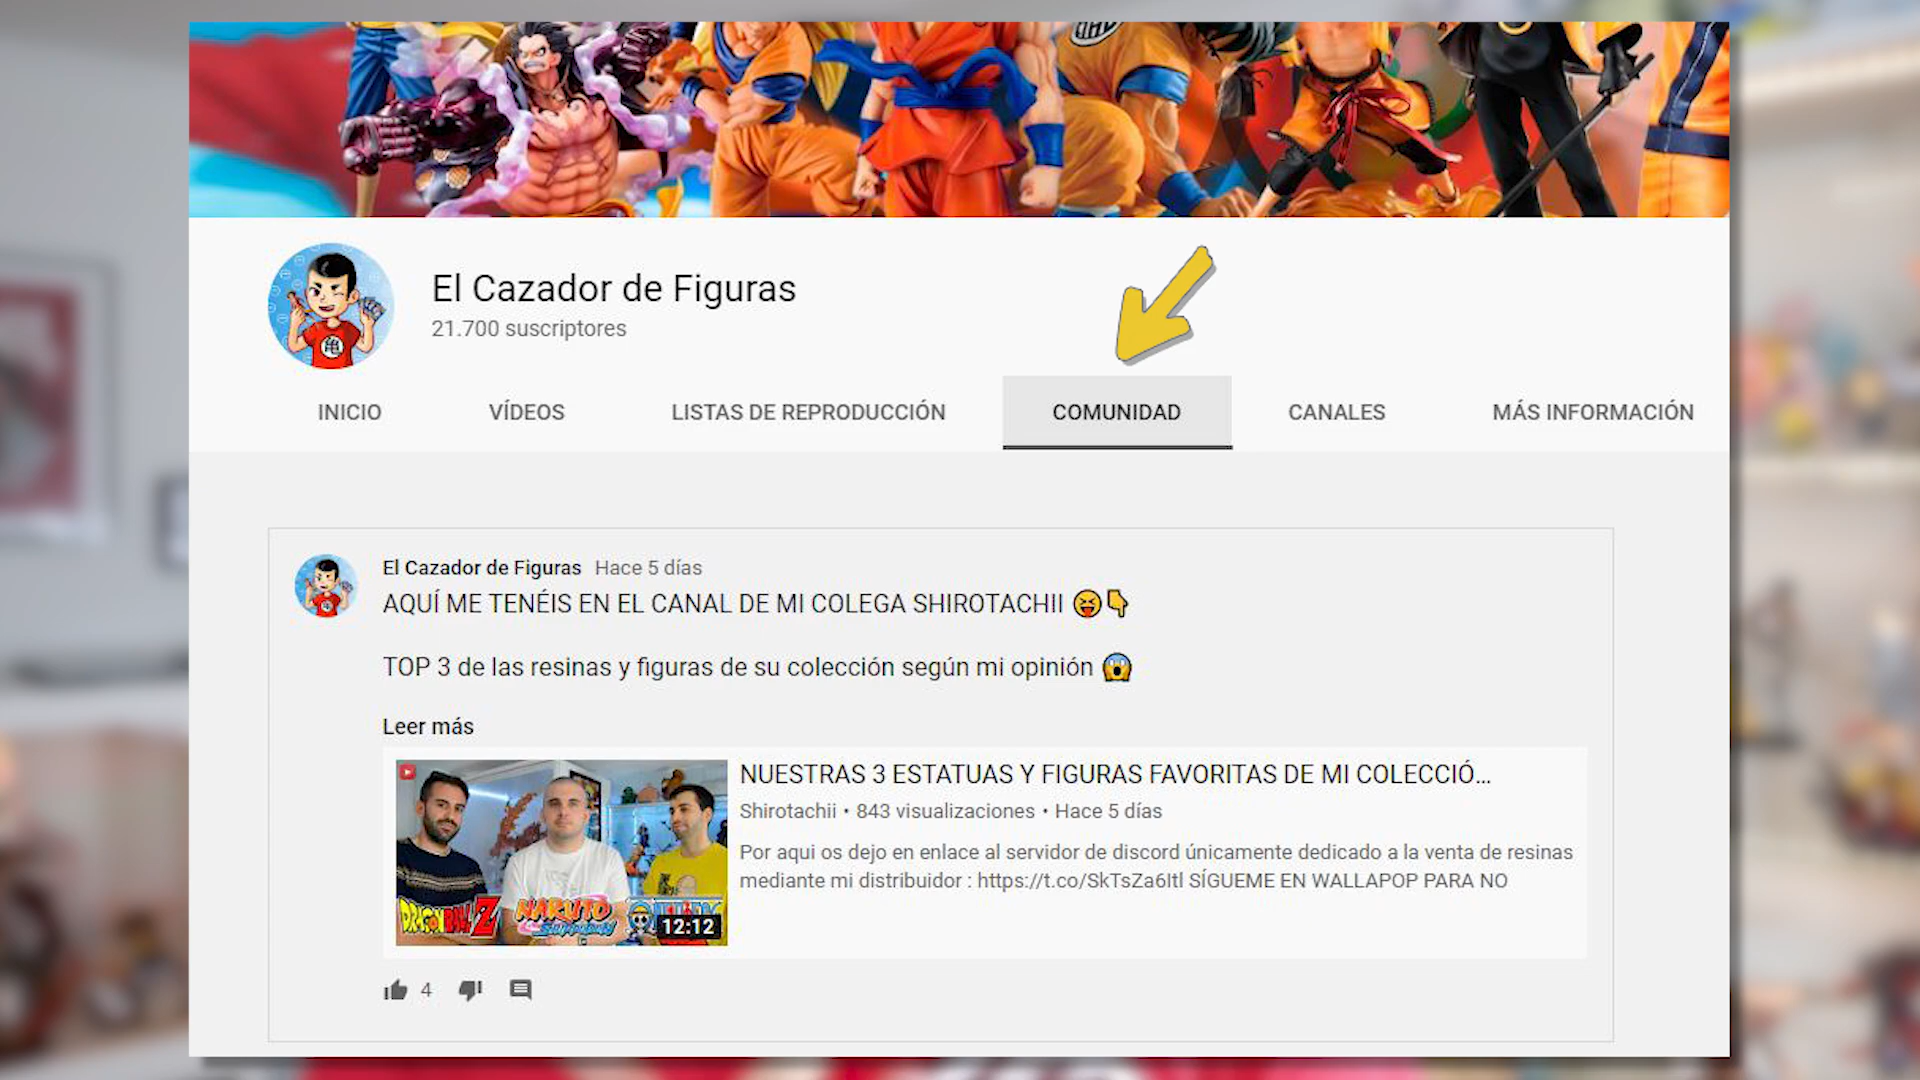 El Cazador de Figuras
21.700 suscriptores
INICIO
VÍDEOS
LISTAS DE REPRODUCCIÓN
COMUNIDAD
CANALES
MÁS INFORMACIÓN
El Cazador de Figuras Hace 5 días
AQUÍ ME TENÉIS EN EL CANAL DE MI COLEGA SHIROTACHII 😝👇
TOP 3 de las resinas y figuras de su colección según mi opinión 😱
Leer más
NUESTRAS 3 ESTATUAS Y FIGURAS FAVORITAS DE MI COLECCIÓ...
Shirotachii • 843 visualizaciones • Hace 5 días
Por aqui os dejo en enlace al servidor de discord únicamente dedicado a la venta de resinas
mediante mi distribuidor : https://t.co/SkTsZa6Itl SÍGUEME EN WALLAPOP PARA NO
DRAGON BALL Z
NARUTO
SHIPPUDEN
12:12
4